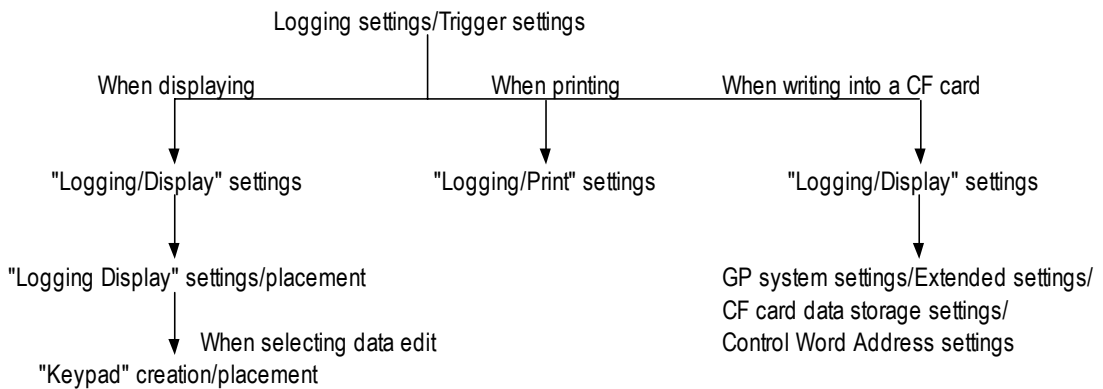 Logging settings/Trigger settings
When displaying
When printing
When writing into a CF card
"Logging/Display" settings
"Logging/Print" settings
"Logging/Display" settings
"Logging Display" settings/placement
GP system settings/Extended settings/
CF card data storage settings/
Control Word Address settings
When selecting data edit
"Keypad" creation/placement